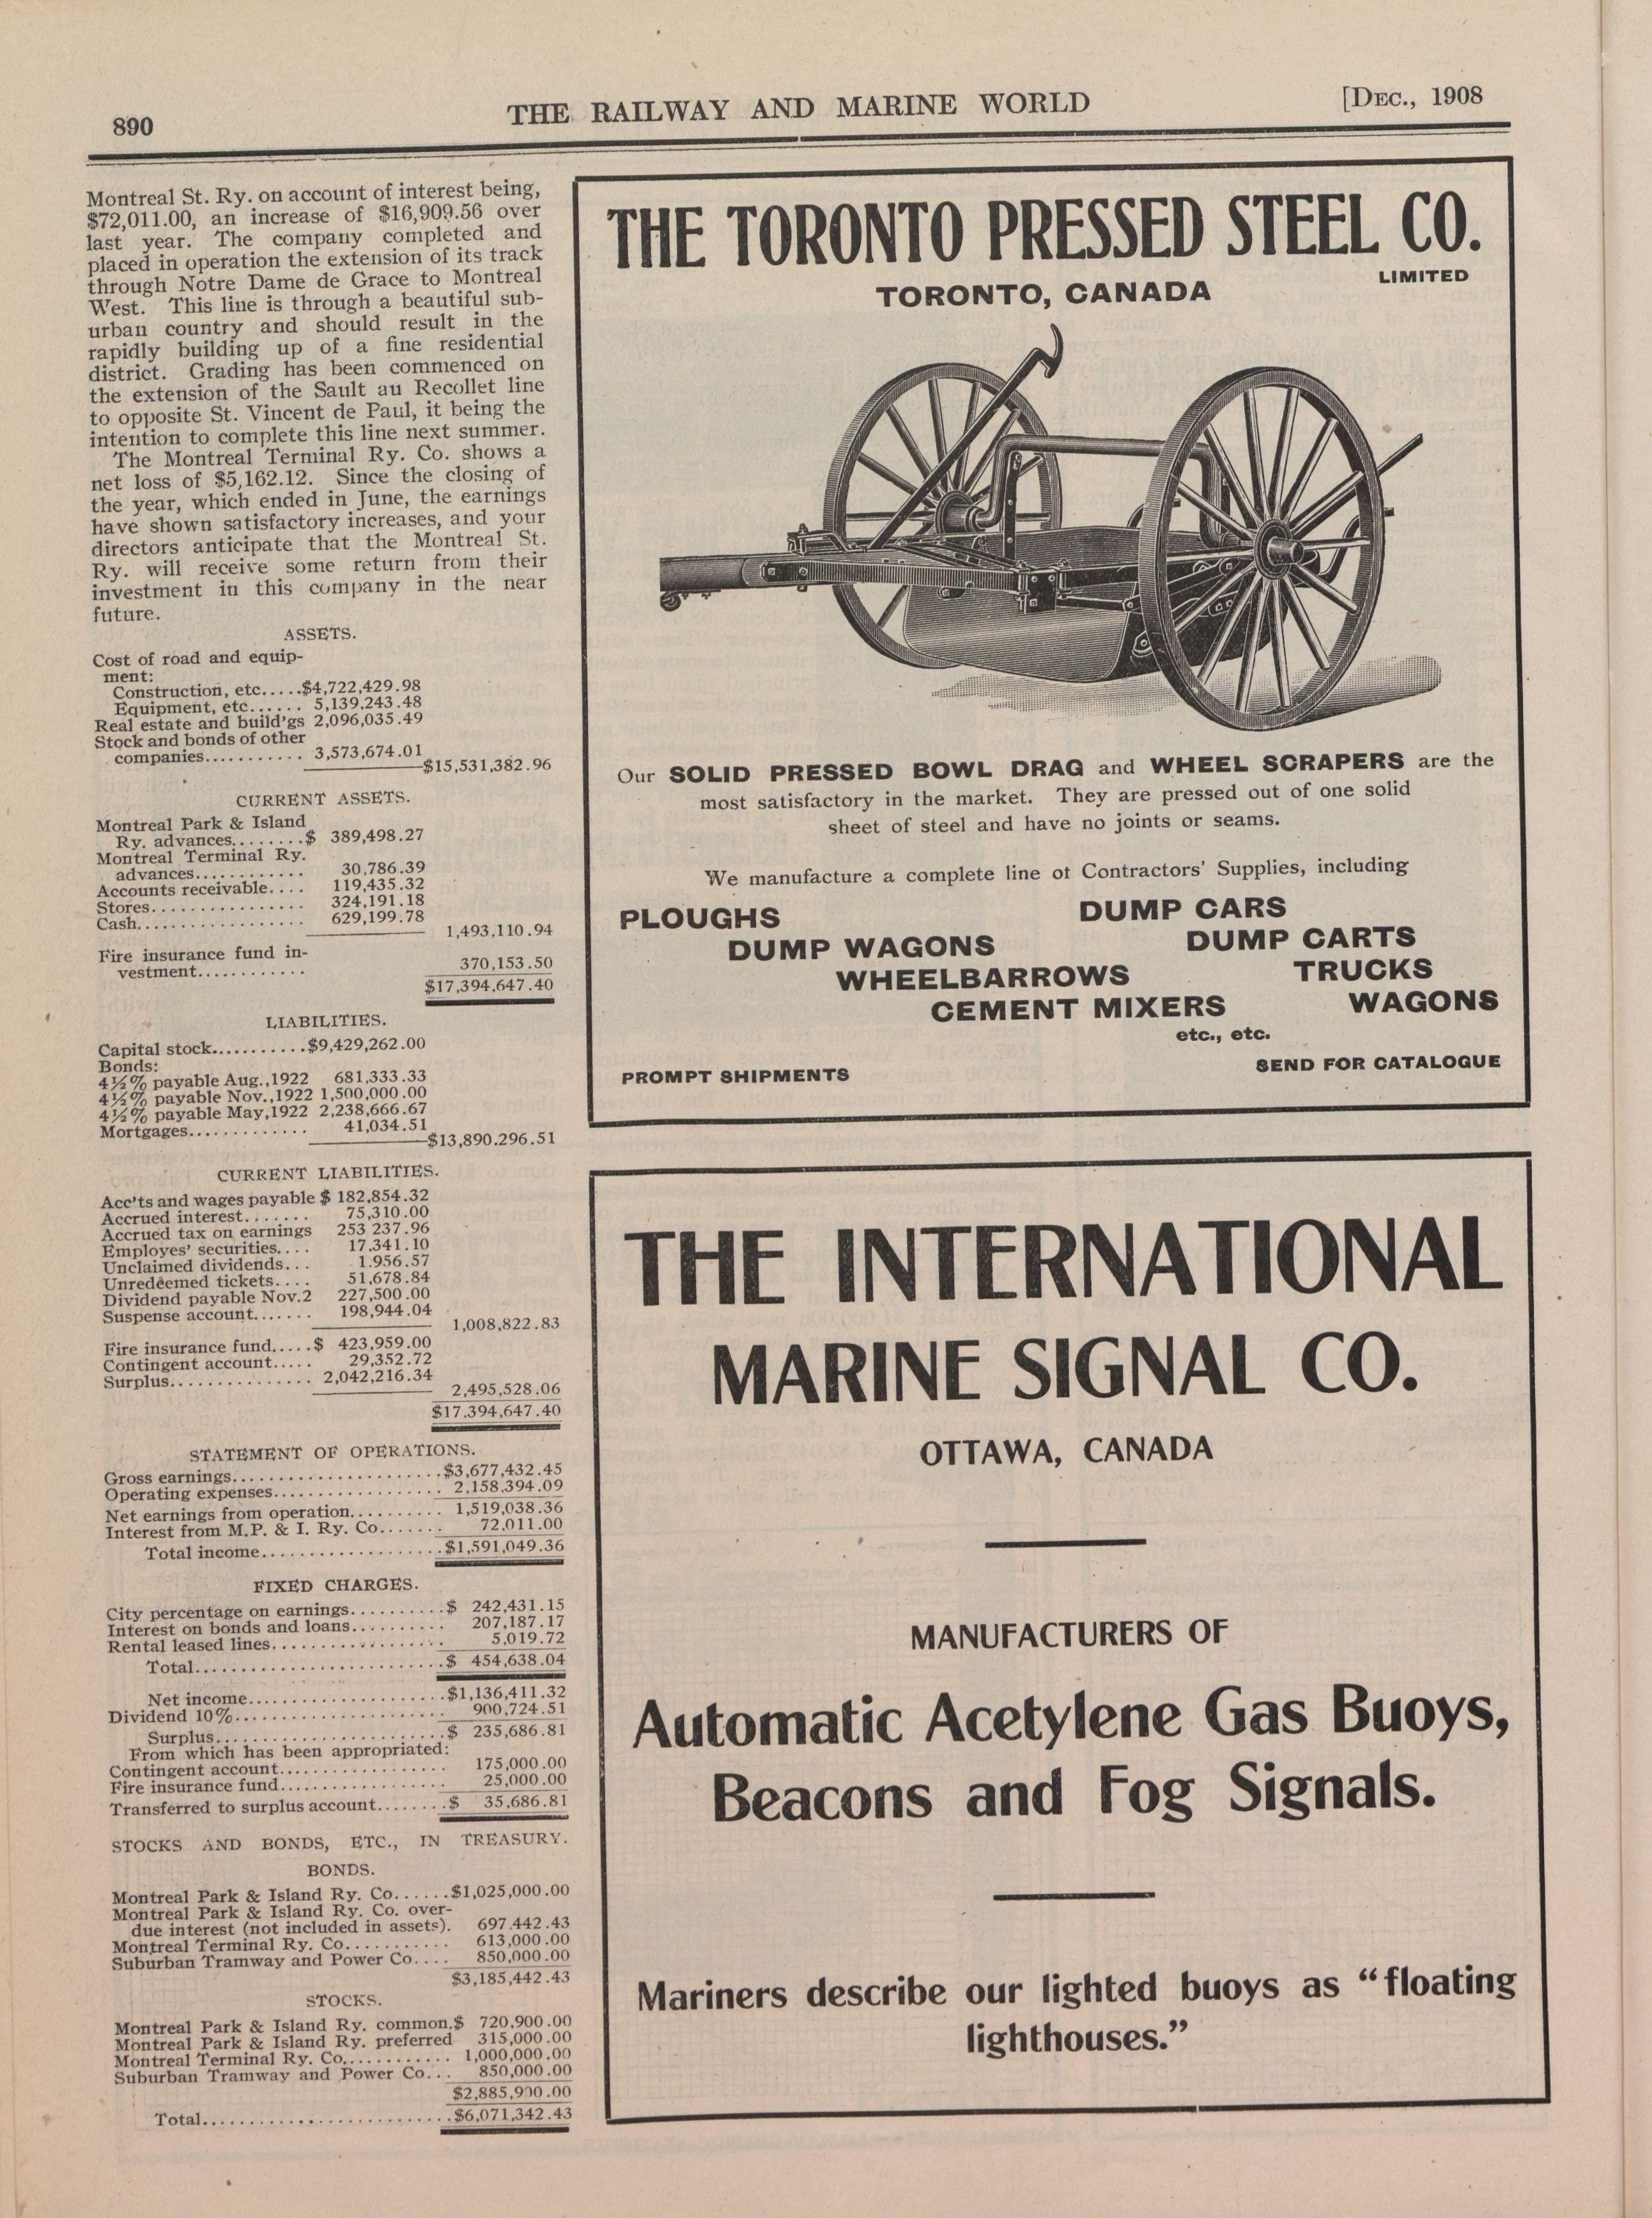 890
THE RAILWAY AND MARINE WORLD
[DEC., 1908
Montreal St. Ry. on account of interest being,
$72,011.00, an increase of $16,909.56 over
last year. The company completed and
placed in operation the extension of its track
through Notre Dame de Grace to Montreal
West. This line is through a beautiful sub-
urban country and should result in the
rapidly building up of a fine residential
district. Grading has been commenced on
the extension of the Sault au Recollet line
to opposite St. Vincent de Paul, it being the
intention to complete this line next summer.
The Montreal Terminal Ry. Co. shows a
net loss of $5,162.12. Since the closing of
the year, which ended in June, the earnings
have shown satisfactory increases, and your
directors anticipate that the Montreal St.
Ry. will receive some return from their
investment in this company in the near
future.
ASSETS.
Cost of road and equip-
ment:
Construction, etc.....$4,722,429.98
Equipment, etc...... 5,139,243.48
Real estate and build'gs 2,096,035.49
Stock and bonds of other
companies........... 3,573,674.01
$15,531,382.96
CURRENT ASSETS.
Montreal Park & Island
Ry. advances........$ 389,498.27
Montreal Terminal Ry.
advances............ 30,786.39
Accounts receivable.... 119,435.32
Stores................ 324,191.18
Cash.................. 629,199.78
1,493,110.94
Fire insurance fund in-
vestment............ 370,153.50
$17,394,647.40
LIABILITIES.
Capital stock...........$9,429,262.00
Bonds:
4½% payable Aug.,1922 681,333.33
4½% payable Nov.,1922 1,500,000.00
4½% payable May,1922 2,238,666.67
Mortgages............. 41,034.51
$13,890.296.51
CURRENT LIABILITIES.
Acc'ts and wages payable $ 182,854.32
Accrued interest....... 75,310.00
Accrued tax on earnings 253 237.96
Employes' securities.... 17,341.10
Unclaimed dividends... 1.956.57
Unredeemed tickets.... 51,678.84
Dividend payable Nov.2 227,500.00
Suspense account....... 198,944.04
1,008,822.83
Fire insurance fund.....$ 423,959.00
Contingent account..... 29,352.72
Surplus............... 2,042,216.34
2,495,528.06
$17.394,647.40
STATEMENT OF OPERATIONS.
Gross earnings......................$3,677,432.45
Operating expenses.................. 2,158.394.09
Net earnings from operation.......... 1,519,038.36
Interest from M.P. & I. Ry. Co....... 72,011.00
Total income...................$1,591,049.36
FIXED CHARGES.
City percentage on earnings..........$ 242,431.15
Interest on bonds and loans.......... 207,187.17
Rental leased lines.................. 5,019.72
Total..........................$ 454,638.04
Net income.....................$1,136,411.32
Dividend 10%...................... 900,724.51
Surplus........................$ 235,686.81
From which has been appropriated:
Contingent account.................. 175,000.00
Fire insurance fund................. 25,000.00
Transferred to surplus account........$ 35,686.81
STOCKS AND BONDS, ETC., IN TREASURY.
BONDS.
Montreal Park & Island Ry. Co......$1,025,000.00
Montreal Park & Island Ry. Co. over-
due interest (not included in assets). 697.442.43
Montreal Terminal Ry. Co........... 613,000.00
Suburban Tramway and Power Co.... 850,000.00
$3,185,442.43
STOCKS.
Montreal Park & Island Ry. common.$ 720,900.00
Montreal Park & Island Ry. preferred 315,000.00
Montreal Terminal Ry. Co........... 1,000,000.00
Suburban Tramway and Power Co... 850,000.00
$2,885,900.00
Total..........................$6,071,342.43
THE TORONTO PRESSED STEEL CO.
LIMITED
TORONTO, CANADA
Our SOLID PRESSED BOWL DRAG and WHEEL SCRAPERS are the
most satisfactory in the market. They are pressed out of one solid
sheet of steel and have no joints or seams.
We manufacture a complete line of Contractors' Supplies, including
PLOUGHS DUMP CARS
DUMP WAGONS DUMP CARTS
WHEELBARROWS TRUCKS
CEMENT MIXERS WAGONS
etc., etc.
PROMPT SHIPMENTS SEND FOR CATALOGUE
THE INTERNATIONAL
MARINE SIGNAL CO.
OTTAWA, CANADA
MANUFACTURERS OF
Automatic Acetylene Gas Buoys,
Beacons and Fog Signals.
Mariners describe our lighted buoys as "floating
lighthouses."